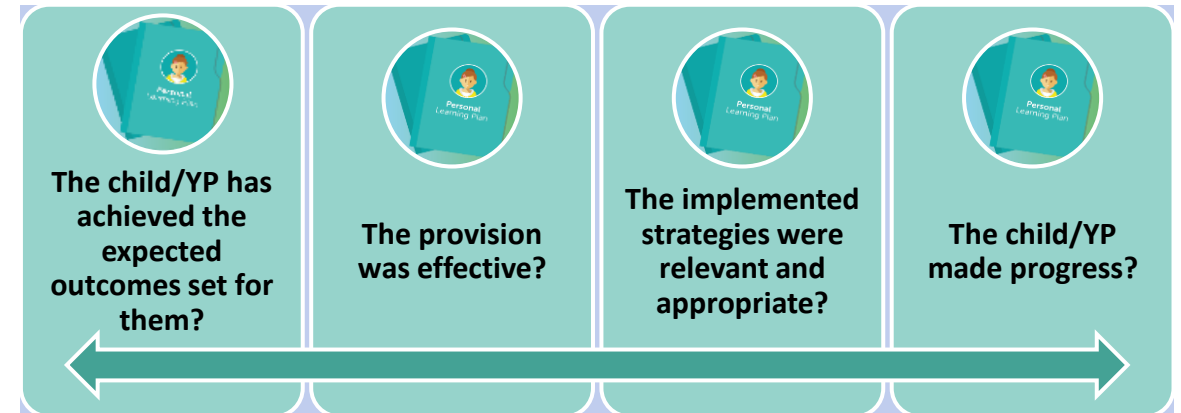 Personal
The child/YP has
achieved the
expected
outcomes set for
them?
Personal
Learning Plan
The provision
was effective?
Personal
Learning Plan
The implemented
strategies were
relevant and
appropriate?
Personal
Learning Plan
The child/YP
made progress?